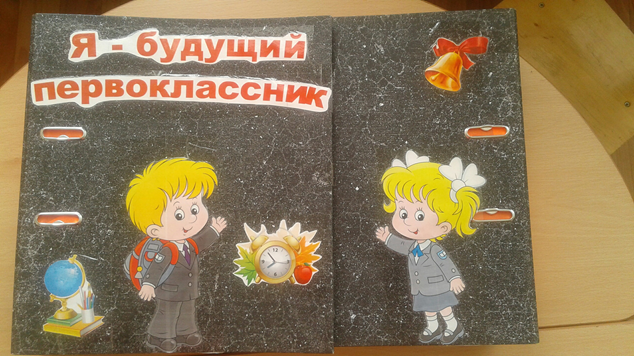 Я - будущий
первоклассник